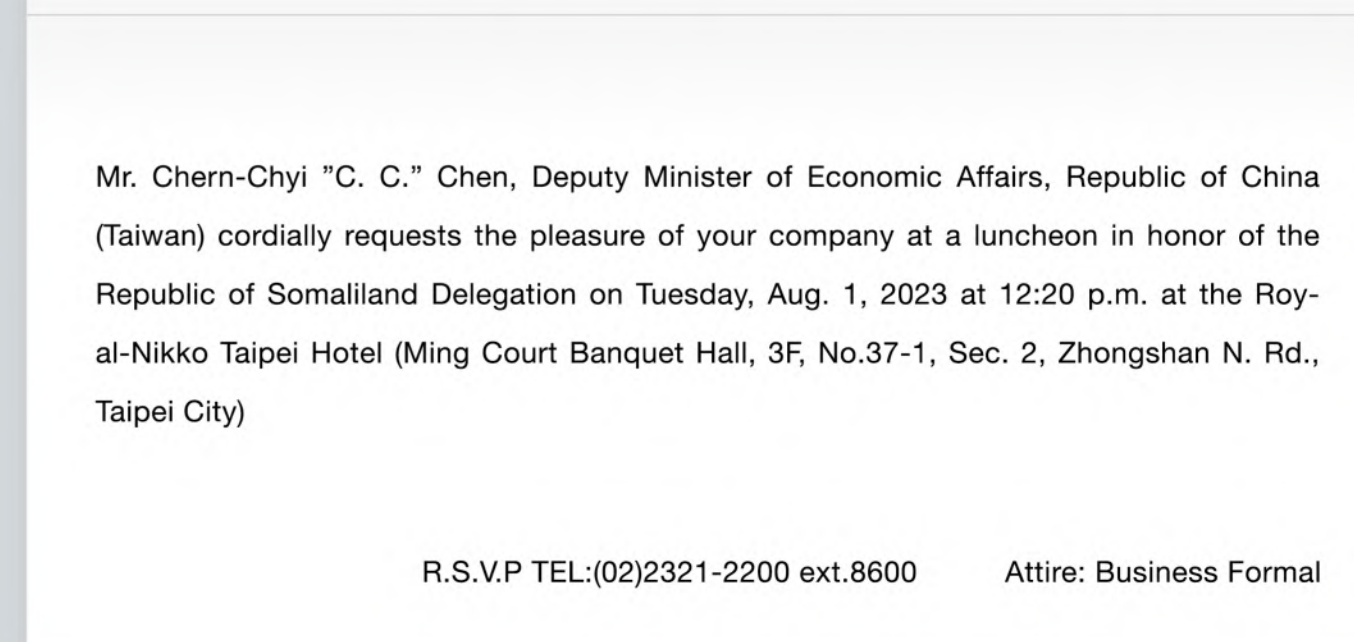 Mr. Chern-Chyi ”C. C.” Chen, Deputy Minister of Economic Affairs, Republic of China
(Taiwan) cordially requests the pleasure of your company at a luncheon in honor of the
Republic of Somaliland Delegation on Tuesday, Aug. 1, 2023 at 12:20 p.m. at the Roy-
al-Nikko Taipei Hotel (Ming Court Banquet Hall, 3F, No.37-1, Sec. 2, Zhongshan N. Rd.,
Taipei City)
R.S.V.P TEL:(02)2321-2200 ext.8600 Attire: Business Formal